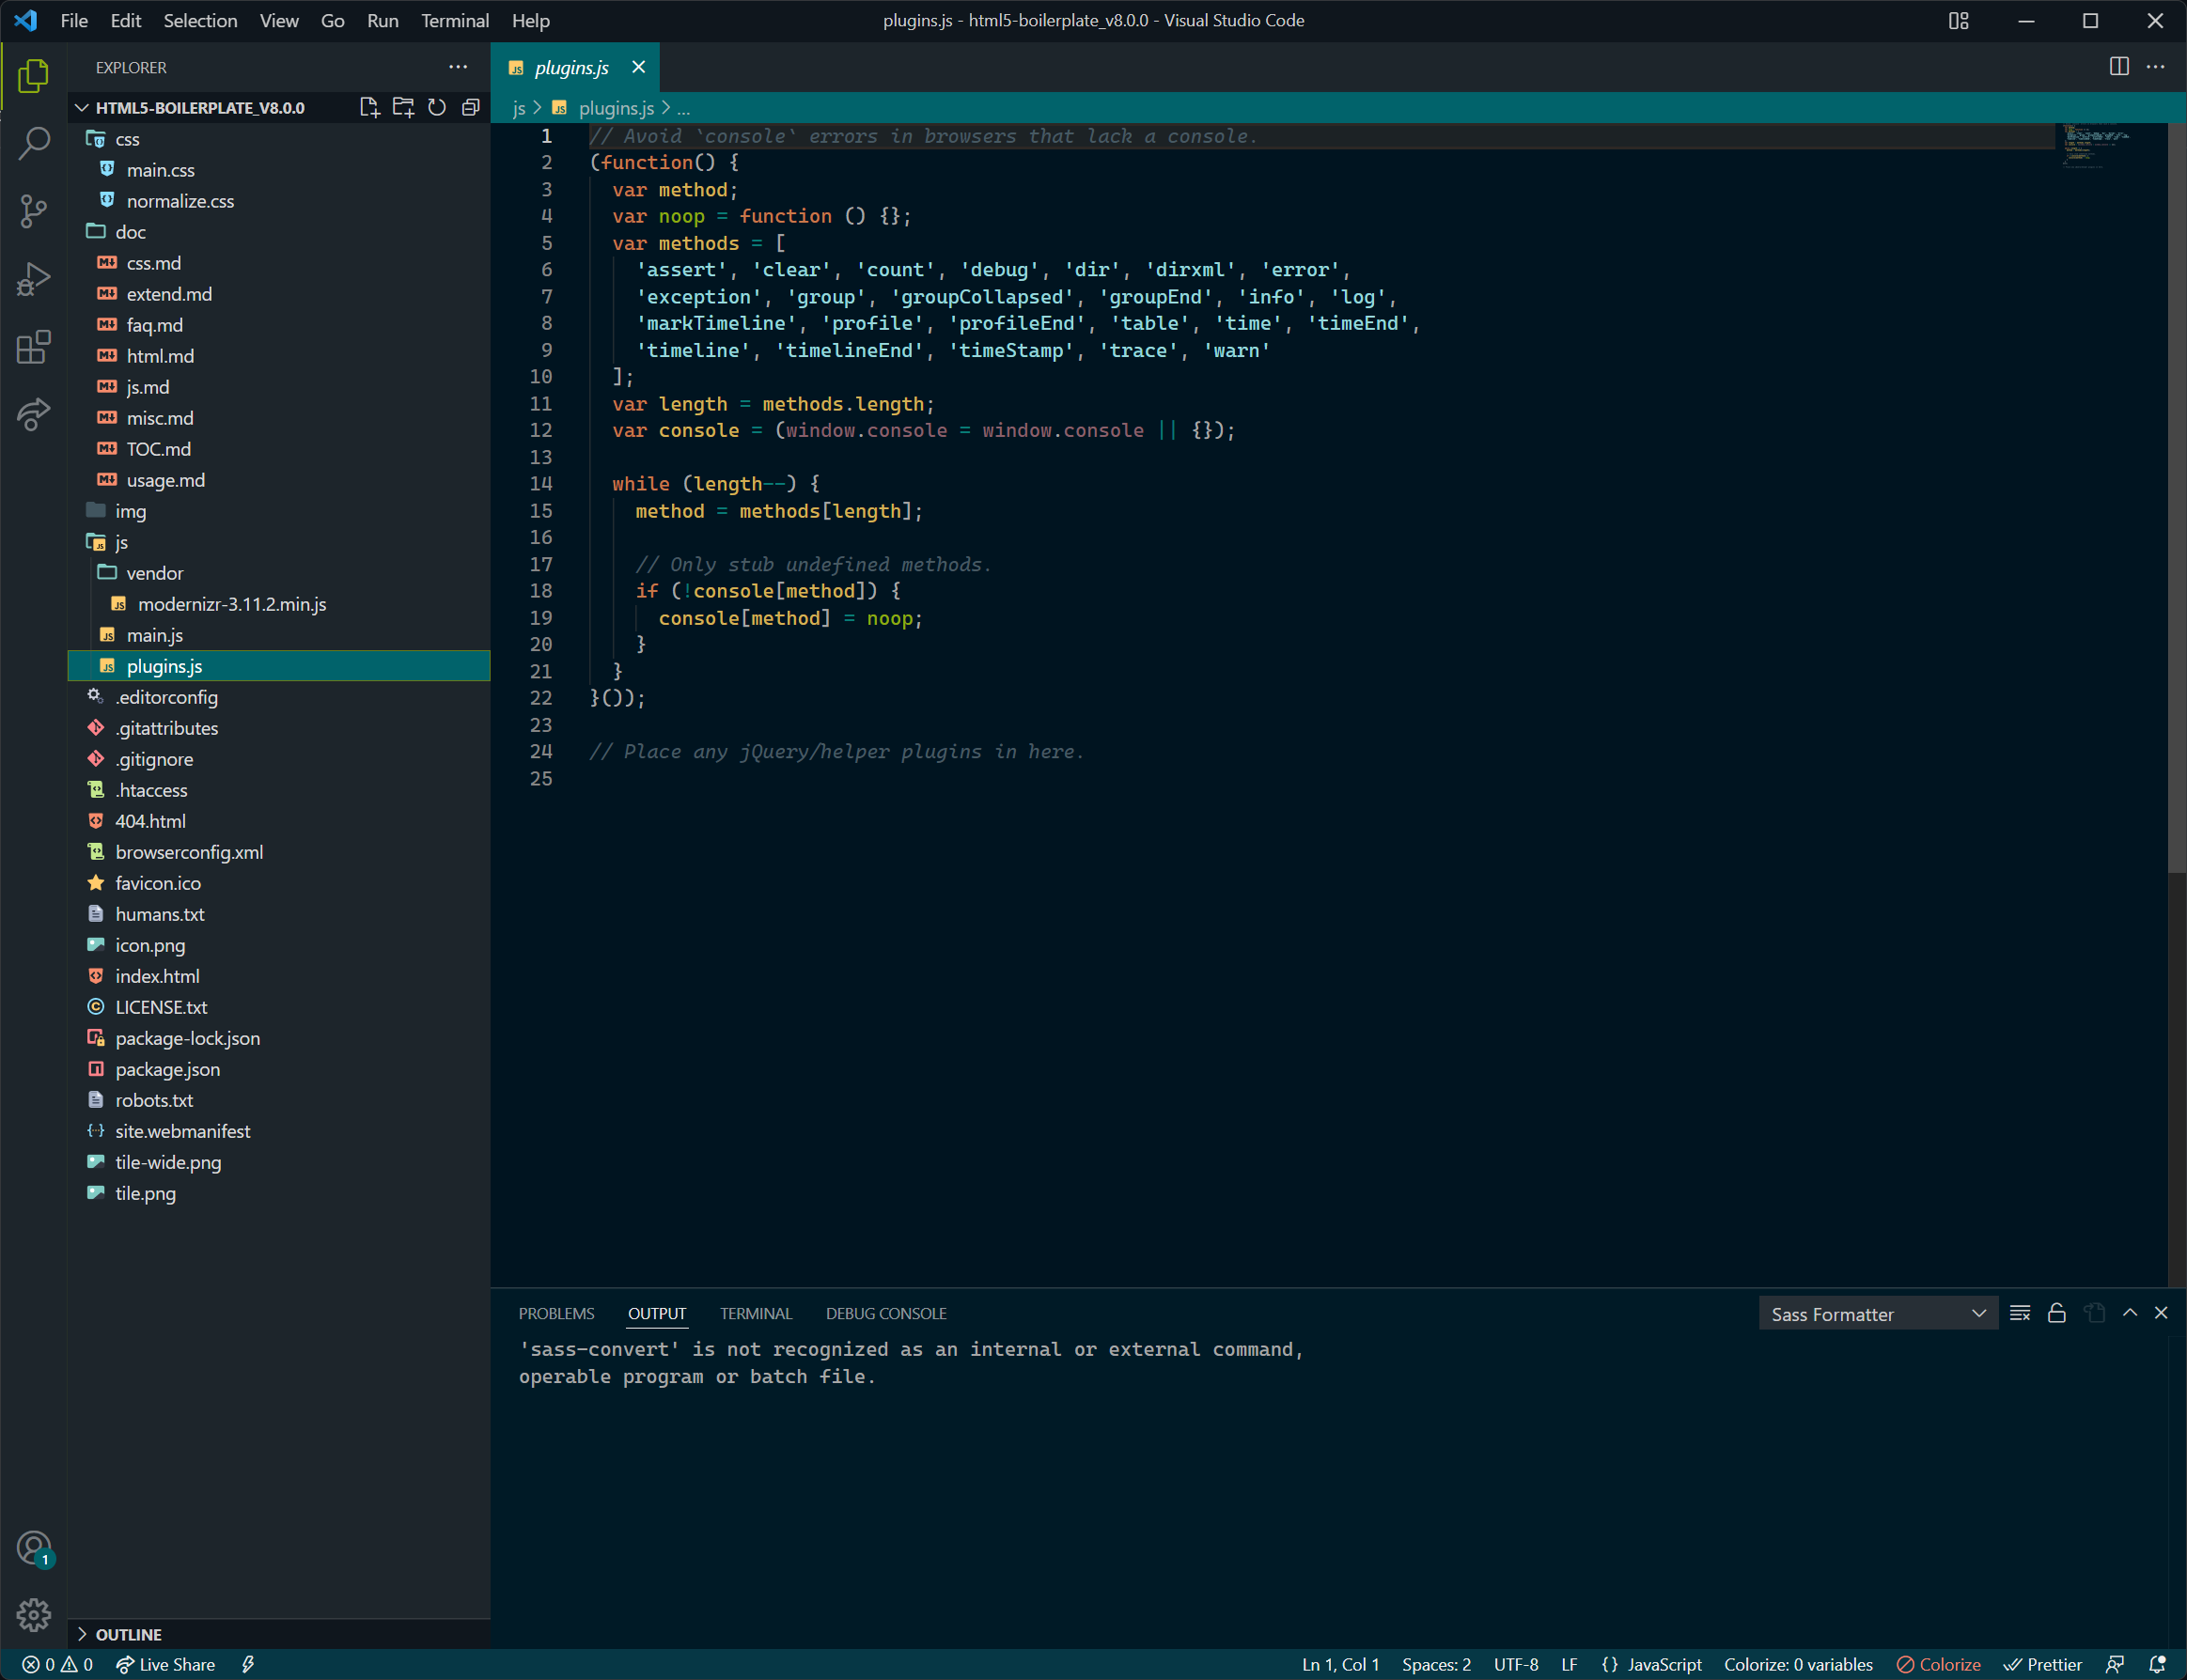 File Edit Selection View Go Run Terminal Help plugins.js - html5-boilerplate_v8.0.0 - Visual Studio Code
EXPLORER
HTML5-BOILERPLATE_V8.0.0
css
main.css
normalize.css
doc
css.md
extend.md
faq.md
html.md
js.md
misc.md
TOC.md
usage.md
img
js
vendor
modernizr-3.11.2.min.js
main.js
plugins.js
.editorconfig
.gitattributes
.gitignore
.htaccess
404.html
browserconfig.xml
favicon.ico
humans.txt
icon.png
index.html
LICENSE.txt
package-lock.json
package.json
robots.txt
site.webmanifest
tile-wide.png
tile.png
OUTLINE
plugins.js
js > plugins.js > ...
1 // Avoid `console` errors in browsers that lack a console.
2 (function() {
3   var method;
4   var noop = function () {};
5   var methods = [
6     'assert', 'clear', 'count', 'debug', 'dir', 'dirxml', 'error',
7     'exception', 'group', 'groupCollapsed', 'groupEnd', 'info', 'log',
8     'markTimeline', 'profile', 'profileEnd', 'table', 'time', 'timeEnd',
9     'timeline', 'timelineEnd', 'timeStamp', 'trace', 'warn'
10   ];
11   var length = methods.length;
12   var console = (window.console = window.console || {});
13
14   while (length--) {
15     method = methods[length];
16
17     // Only stub undefined methods.
18     if (!console[method]) {
19       console[method] = noop;
20     }
21   }
22 }());
23
24 // Place any jQuery/helper plugins in here.
25
PROBLEMS OUTPUT TERMINAL DEBUG CONSOLE Sass Formatter
'sass-convert' is not recognized as an internal or external command,
operable program or batch file.
1
0 0 Live Share Ln 1, Col 1 Spaces: 2 UTF-8 LF {} JavaScript Colorize: 0 variables Colorize Prettier